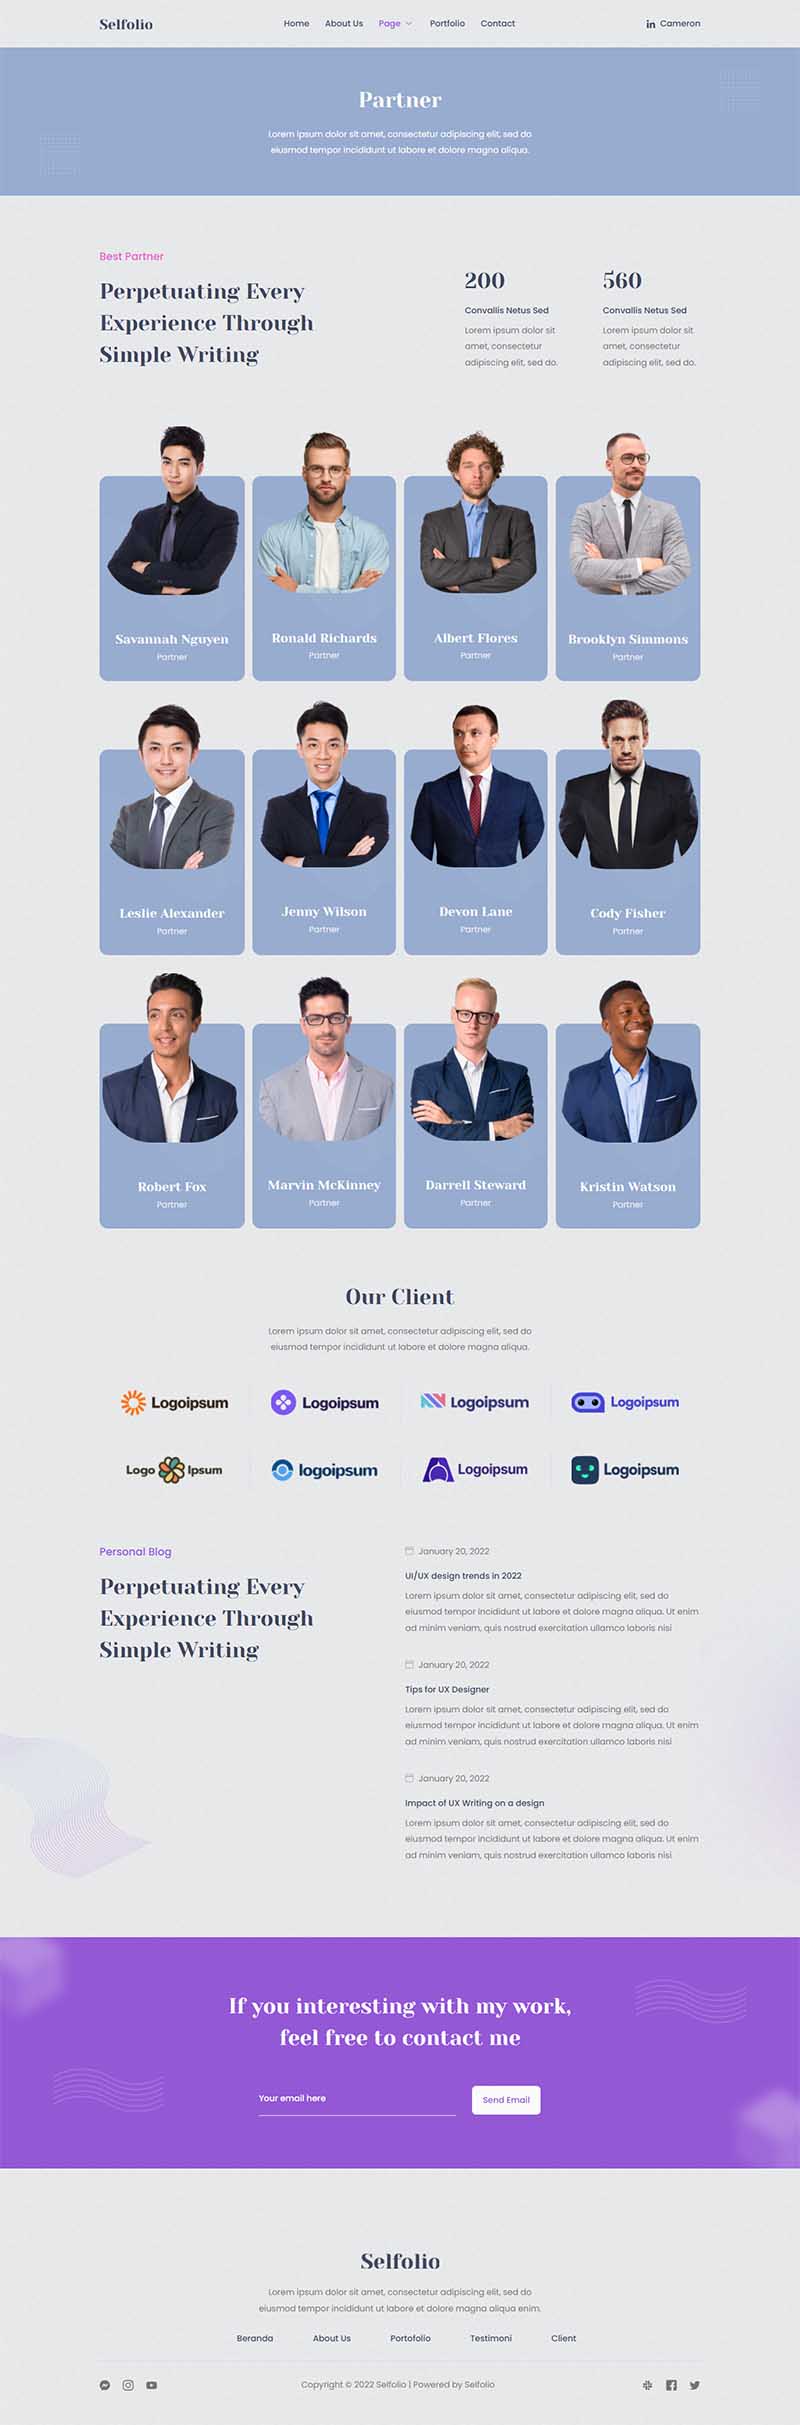 Selfolio
Home
About Us
Page
Portfolio
Contact
in Cameron
Partner
Lorem ipsum dolor sit amet, consectetur adipiscing elit, sed do
eiusmod tempor incididunt ut labore et dolore magna aliqua.
Best Partner
Perpetuating Every
Experience Through
Simple Writing
200
Convallis Netus Sed
Lorem ipsum dolor sit
amet, consectetur
adipiscing elit, sed do.
560
Convallis Netus Sed
Lorem ipsum dolor sit
amet, consectetur
adipiscing elit, sed do.
Savannah Nguyen
Partner
Ronald Richards
Partner
Albert Flores
Partner
Brooklyn Simmons
Partner
Leslie Alexander
Partner
Jenny Wilson
Partner
Devon Lane
Partner
Cody Fisher
Partner
Robert Fox
Partner
Marvin McKinney
Partner
Darrell Steward
Partner
Kristin Watson
Partner
Our Client
Lorem ipsum dolor sit amet, consectetur adipiscing elit, sed do
eiusmod tempor incididunt ut labore et dolore magna aliqua.
Logoipsum
Logoipsum
Logoipsum
Logoipsum
Logo Ipsum
logoipsum
Logoipsum
Logoipsum
Personal Blog
Perpetuating Every
Experience Through
Simple Writing
January 20, 2022
UI/UX design trends in 2022
Lorem ipsum dolor sit amet, consectetur adipiscing elit, sed do
eiusmod tempor incididunt ut labore et dolore magna aliqua. Ut enim
ad minim veniam, quis nostrud exercitation ullamco laboris nisi
January 20, 2022
Tips for UX Designer
Lorem ipsum dolor sit amet, consectetur adipiscing elit, sed do
eiusmod tempor incididunt ut labore et dolore magna aliqua. Ut enim
ad minim veniam, quis nostrud exercitation ullamco laboris nisi
January 20, 2022
Impact of UX Writing on a design
Lorem ipsum dolor sit amet, consectetur adipiscing elit, sed do
eiusmod tempor incididunt ut labore et dolore magna aliqua. Ut enim
ad minim veniam, quis nostrud exercitation ullamco laboris nisi
If you interesting with my work,
feel free to contact me
Your email here
Send Email
Selfolio
Lorem ipsum dolor sit amet, consectetur adipiscing elit, sed do
eiusmod tempor incididunt ut labore et dolore magna aliqua enim.
Beranda
About Us
Portofolio
Testimoni
Client
Copyright © 2022 Selfolio | Powered by Selfolio